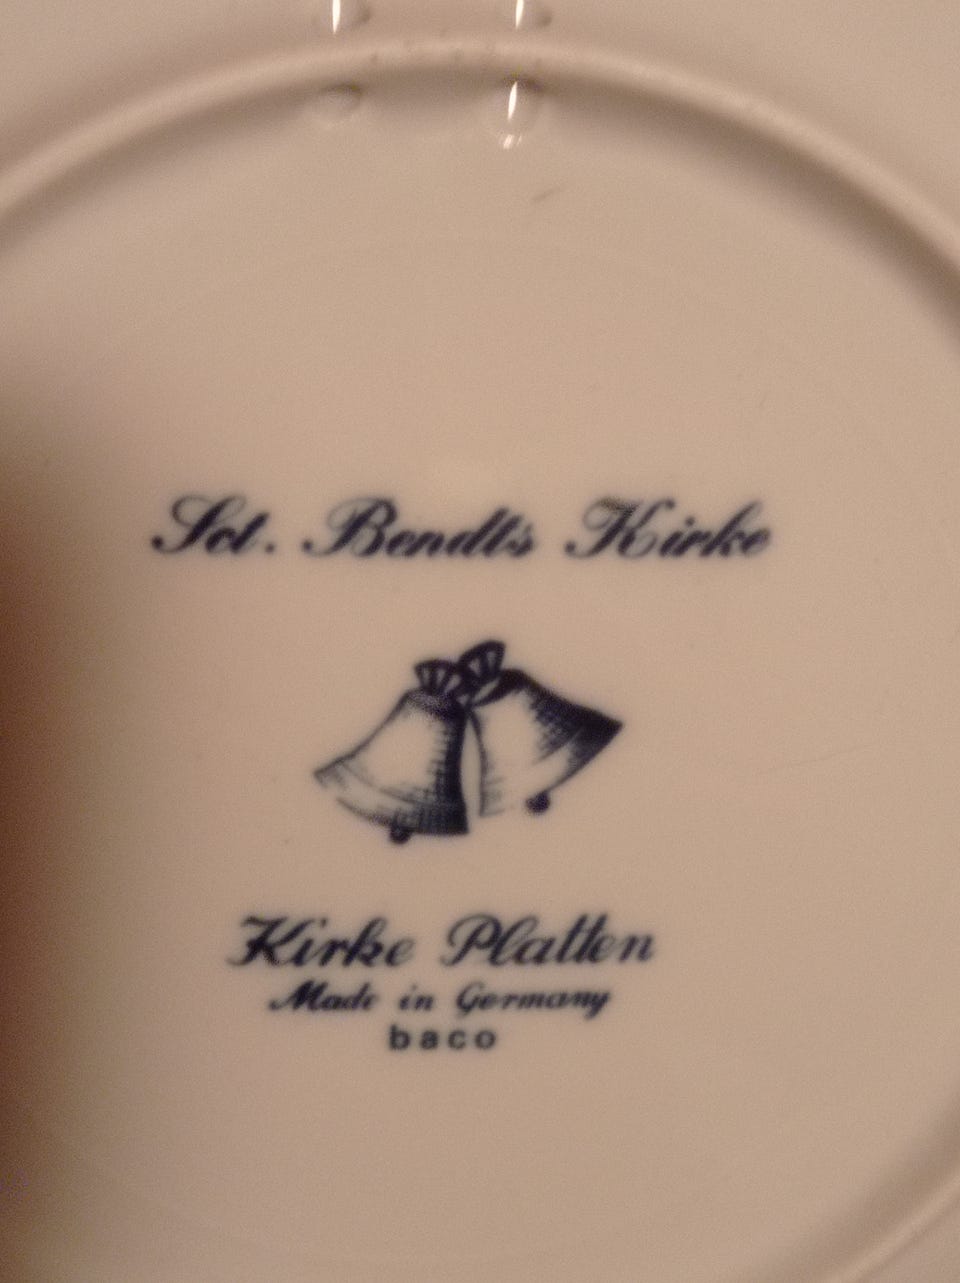 Sct. Bendts Kirke
Kirke Platten
Made in Germany
baco